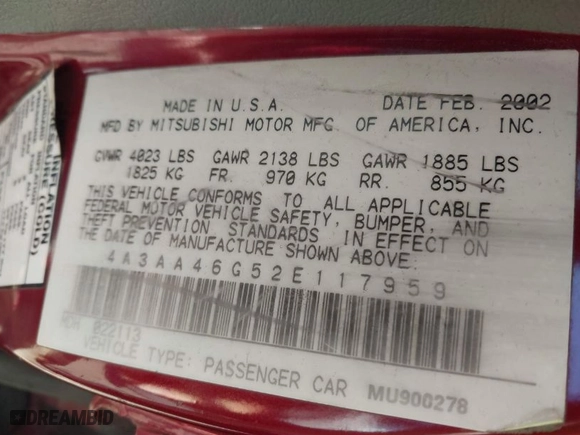 MADE IN U.S.A. DATE FEB. 2002
MFD BY MITSUBISHI MOTOR MFG. OF AMERICA, INC.
GVWR 4023 LBS GAWR 2138 LBS GAWR 1885 LBS
1825 KG FR. 970 KG RR. 855 KG
THIS VEHICLE CONFORMS TO ALL APPLICABLE
FEDERAL MOTOR VEHICLE SAFETY, BUMPER, AND
THEFT PREVENTION STANDARDS IN EFFECT ON
THE DATE OF MANUFACTURE SHOWN ABOVE.
4A3AA46G52E117959
022113
VEHICLE TYPE: PASSENGER CAR MU900278
(COLD)
DREAMBID